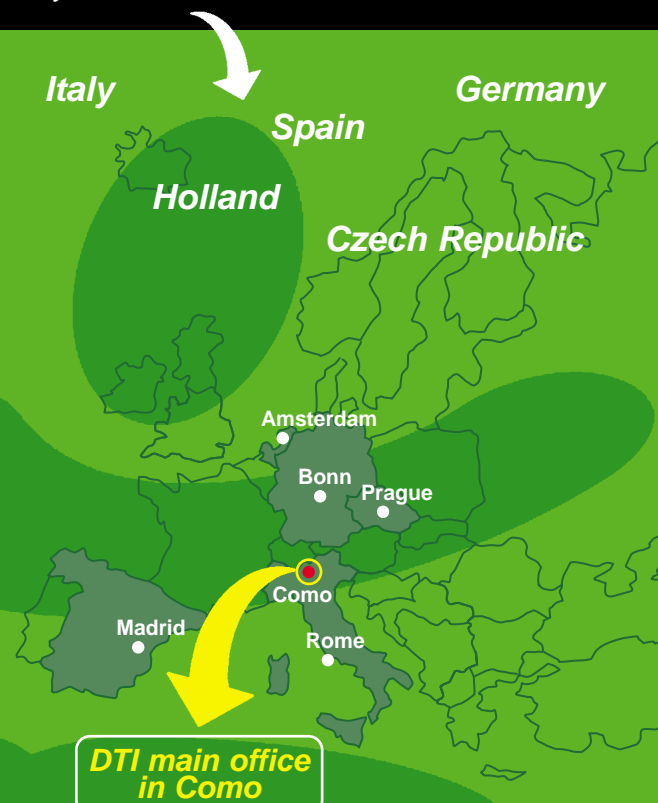 Italy
Germany
Spain
Holland
Czech Republic
Amsterdam
Bonn
Prague
Como
Madrid
Rome
DTI main office
in Como